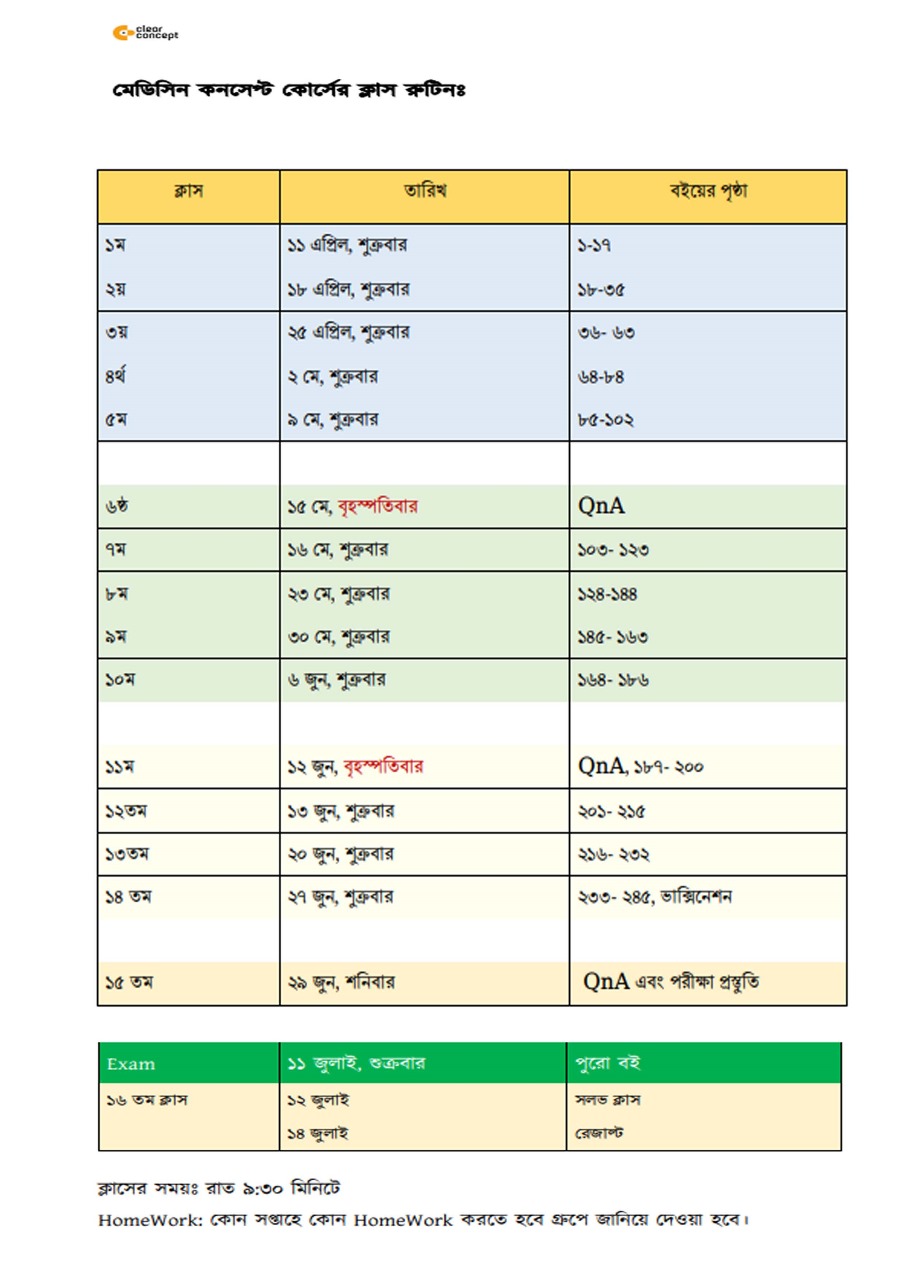 clear
concept
মেডিসিন কনসেপ্ট কোর্সের ক্লাস রুটিনঃ
ক্লাস তারিখ বইয়ের পৃষ্ঠা
১ম ১১ এপ্রিল, শুক্রবার ১-১৭
২য় ১৮ এপ্রিল, শুক্রবার ১৮-৩৫
৩য় ২৫ এপ্রিল, শুক্রবার ৩৬- ৬৩
৪র্থ ২ মে, শুক্রবার ৬৪-৮৪
৫ম ৯ মে, শুক্রবার ৮৫-১০২
৬ষ্ঠ ১৫ মে, বৃহস্পতিবার QnA
৭ম ১৬ মে, শুক্রবার ১০৩- ১২৩
৮ম ২৩ মে, শুক্রবার ১২৪-১৪৪
৯ম ৩০ মে, শুক্রবার ১৪৫- ১৬৩
১০ম ৬ জুন, শুক্রবার ১৬৪- ১৮৬
১১ম ১২ জুন, বৃহস্পতিবার QnA, ১৮৭- ২০০
১২তম ১৩ জুন, শুক্রবার ২০১- ২১৫
১৩তম ২০ জুন, শুক্রবার ২১৬- ২৩২
১৪ তম ২৭ জুন, শুক্রবার ২৩৩- ২৪৫, ভাক্সিনেশন
১৫ তম ২৯ জুন, শনিবার QnA এবং পরীক্ষা প্রস্তুতি
Exam ১১ জুলাই, শুক্রবার পুরো বই
১৬ তম ক্লাস ১২ জুলাই সলভ ক্লাস
১৪ জুলাই রেজাল্ট
ক্লাসের সময়ঃ রাত ৯:৩০ মিনিটে
HomeWork: কোন সপ্তাহে কোন HomeWork করতে হবে গ্রুপে জানিয়ে দেওয়া হবে।